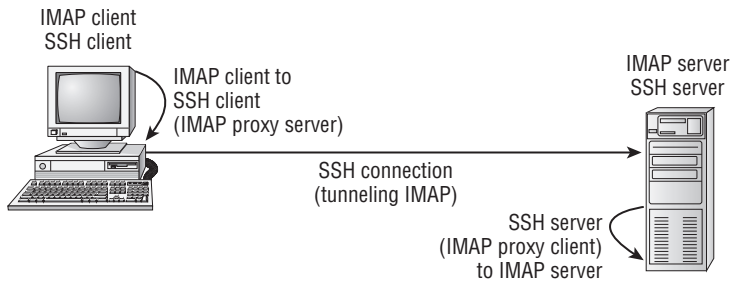 IMAP client
SSH client
IMAP client to
SSH client
(IMAP proxy server)
IMAP server
SSH server
SSH connection
(tunneling IMAP)
SSH server
(IMAP proxy client)
to IMAP server